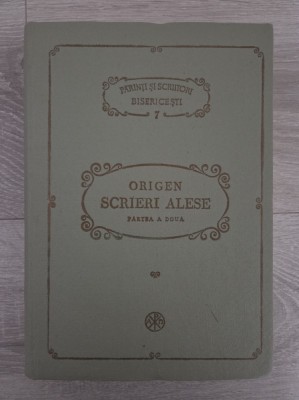 PĂRINȚI ȘI SCRIITORI
BISERICEȘTI
7
ORIGEN
SCRIERI ALESE
PARTEA A DOUA